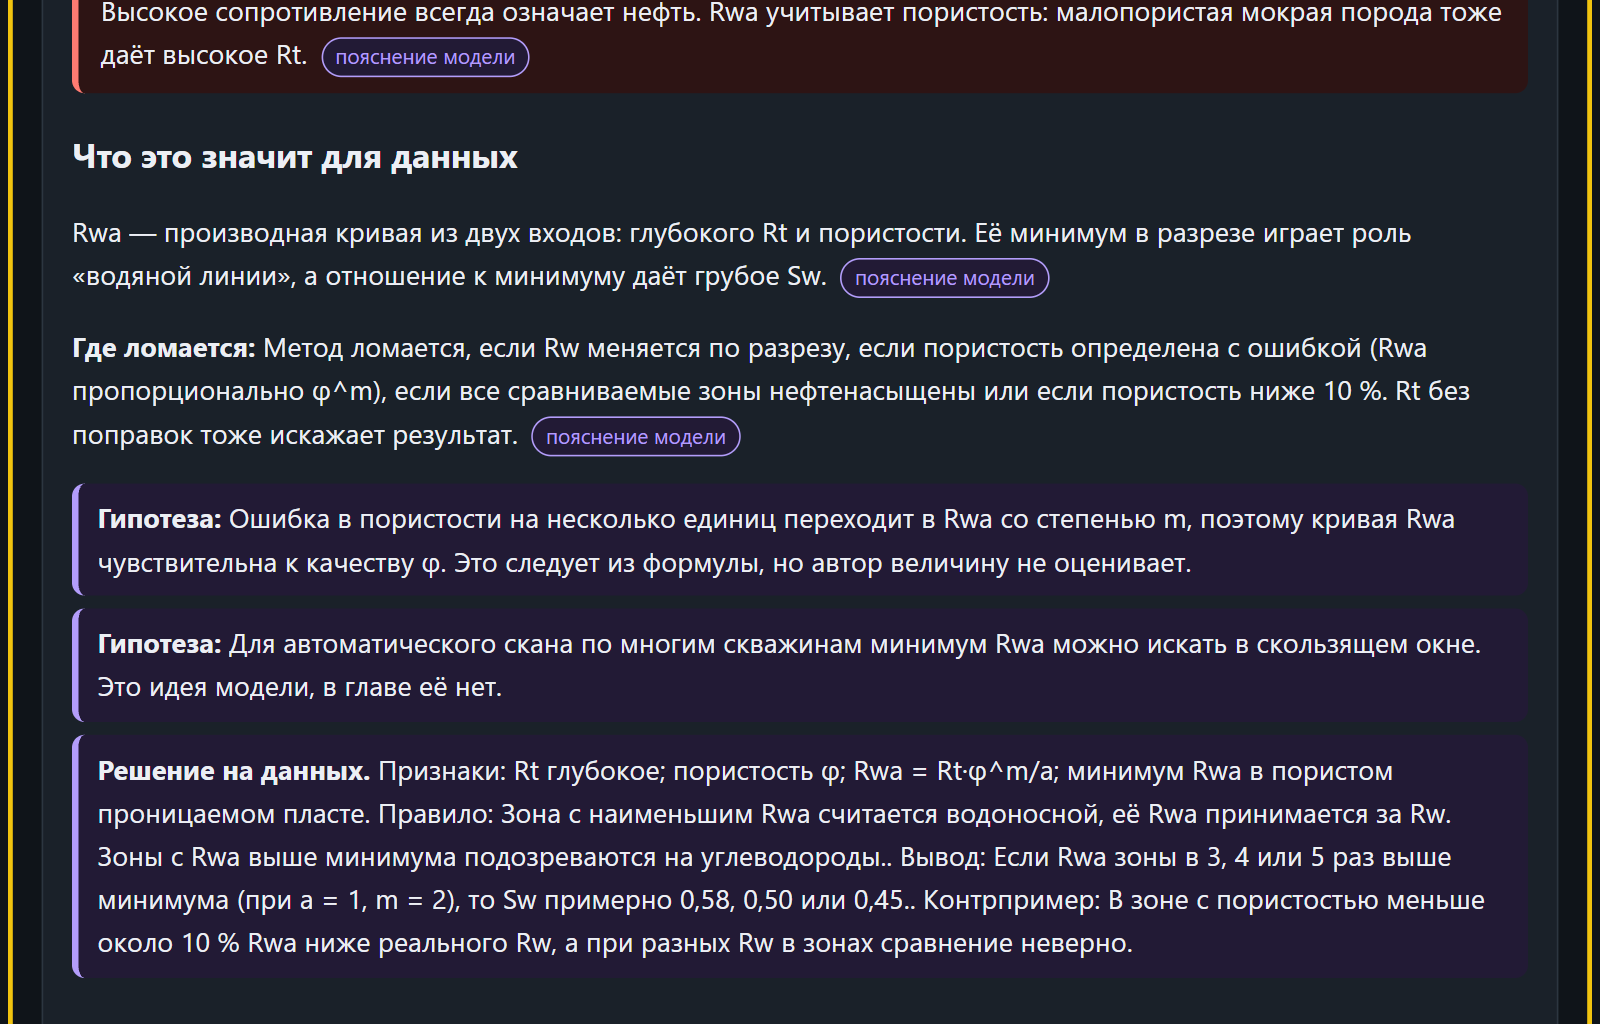 Высокое сопротивление всегда означает нефть. Rwa учитывает пористость: малопористая мокрая порода тоже
даёт высокое Rt. пояснение модели
Что это значит для данных
Rwa — производная кривая из двух входов: глубокого Rt и пористости. Её минимум в разрезе играет роль
«водяной линии», а отношение к минимуму даёт грубое Sw. пояснение модели
Где ломается: Метод ломается, если Rw меняется по разрезу, если пористость определена с ошибкой (Rwa
пропорционально φ^m), если все сравниваемые зоны нефтенасыщены или если пористость ниже 10 %. Rt без
поправок тоже искажает результат. пояснение модели
Гипотеза: Ошибка в пористости на несколько единиц переходит в Rwa со степенью m, поэтому кривая Rwa
чувствительна к качеству φ. Это следует из формулы, но автор величину не оценивает.
Гипотеза: Для автоматического скана по многим скважинам минимум Rwa можно искать в скользящем окне.
Это идея модели, в главе её нет.
Решение на данных. Признаки: Rt глубокое; пористость φ; Rwa = Rt·φ^m/a; минимум Rwa в пористом
проницаемом пласте. Правило: Зона с наименьшим Rwa считается водоносной, её Rwa принимается за Rw.
Зоны с Rwa выше минимума подозреваются на углеводороды.. Вывод: Если Rwa зоны в 3, 4 или 5 раз выше
минимума (при a = 1, m = 2), то Sw примерно 0,58, 0,50 или 0,45.. Контрпример: В зоне с пористостью меньше
около 10 % Rwa ниже реального Rw, а при разных Rw в зонах сравнение неверно.